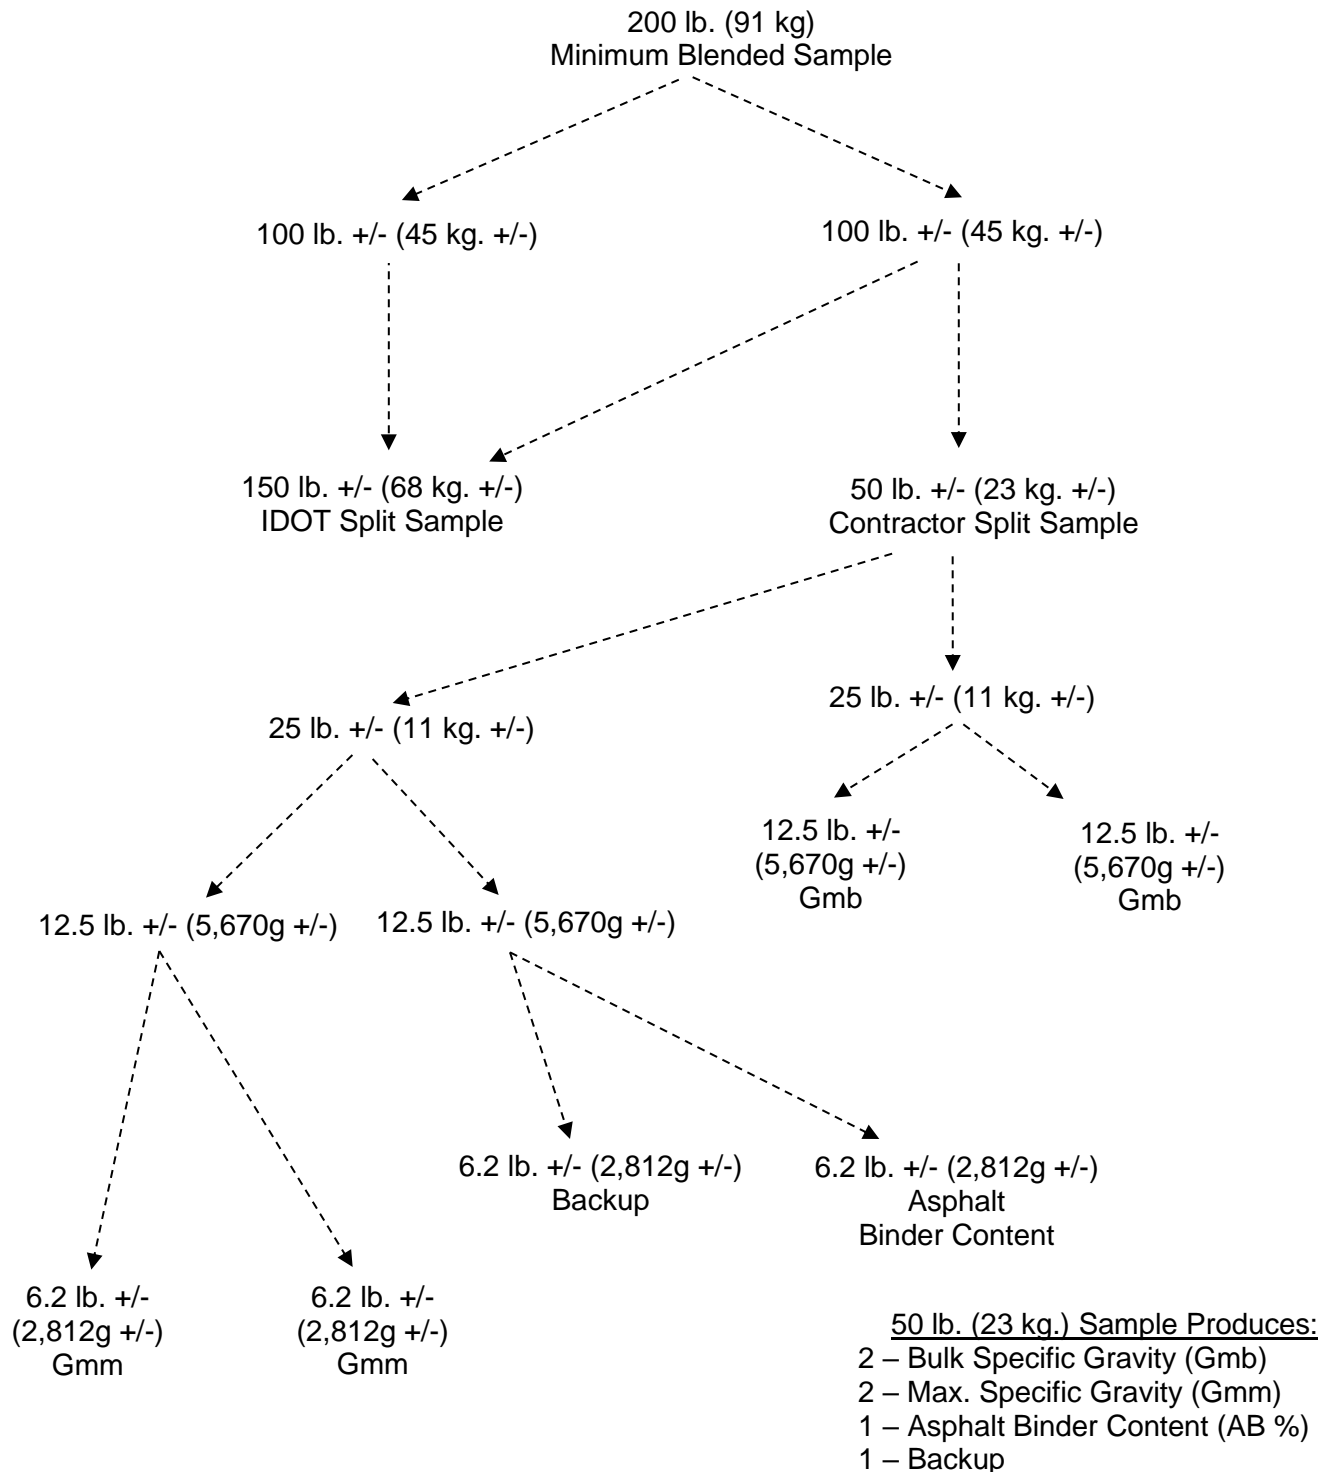 200 lb. (91 kg)
Minimum Blended Sample
100 lb. +/- (45 kg. +/-)
100 lb. +/- (45 kg. +/-)
150 lb. +/- (68 kg. +/-)
IDOT Split Sample
50 lb. +/- (23 kg. +/-)
Contractor Split Sample
25 lb. +/- (11 kg. +/-)
25 lb. +/- (11 kg. +/-)
12.5 lb. +/-
(5,670g +/-)
Gmb
12.5 lb. +/-
(5,670g +/-)
Gmb
12.5 lb. +/- (5,670g +/-)
12.5 lb. +/- (5,670g +/-)
6.2 lb. +/- (2,812g +/-)
Backup
6.2 lb. +/- (2,812g +/-)
Asphalt
Binder Content
6.2 lb. +/-
(2,812g +/-)
Gmm
6.2 lb. +/-
(2,812g +/-)
Gmm
50 lb. (23 kg.) Sample Produces:
2 – Bulk Specific Gravity (Gmb)
2 – Max. Specific Gravity (Gmm)
1 – Asphalt Binder Content (AB %)
1 – Backup